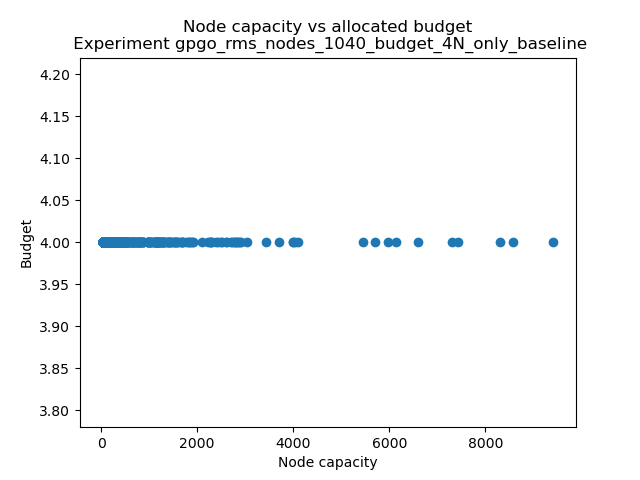 Node capacity vs allocated budget
Experiment gpgo_rms_nodes_1040_budget_4N_only_baseline
4.20
4.15
4.10
4.05
4.00
3.95
3.90
3.85
3.80
Budget
0 2000 4000 6000 8000
Node capacity